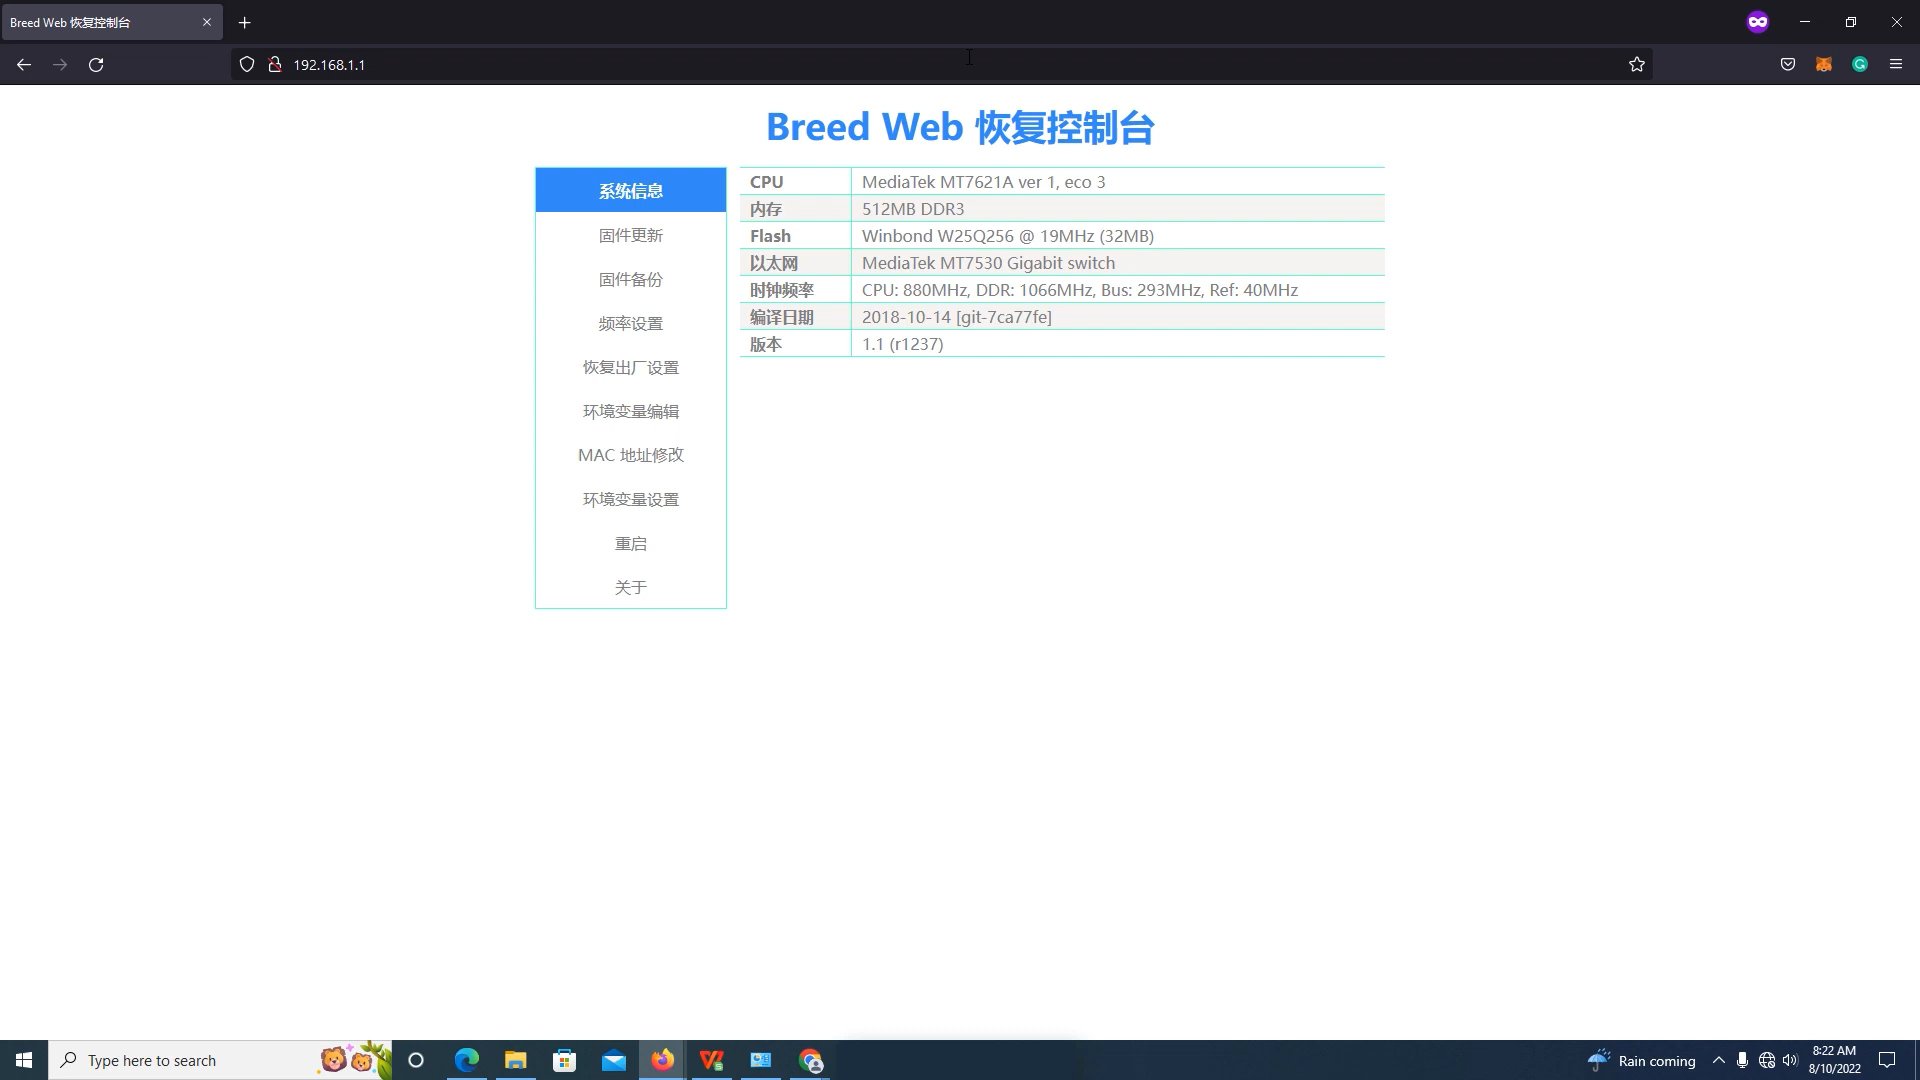 Breed Web 恢复控制台
192.168.1.1
Breed Web 恢复控制台
系统信息
固件更新
固件备份
频率设置
恢复出厂设置
环境变量编辑
MAC 地址修改
环境变量设置
重启
关于
CPU MediaTek MT7621A ver 1, eco 3
内存 512MB DDR3
Flash Winbond W25Q256 @ 19MHz (32MB)
以太网 MediaTek MT7530 Gigabit switch
时钟频率 CPU: 880MHz, DDR: 1066MHz, Bus: 293MHz, Ref: 40MHz
编译日期 2018-10-14 [git-7ca77fe]
版本 1.1 (r1237)
Type here to search
Rain coming
8:22 AM
8/10/2022